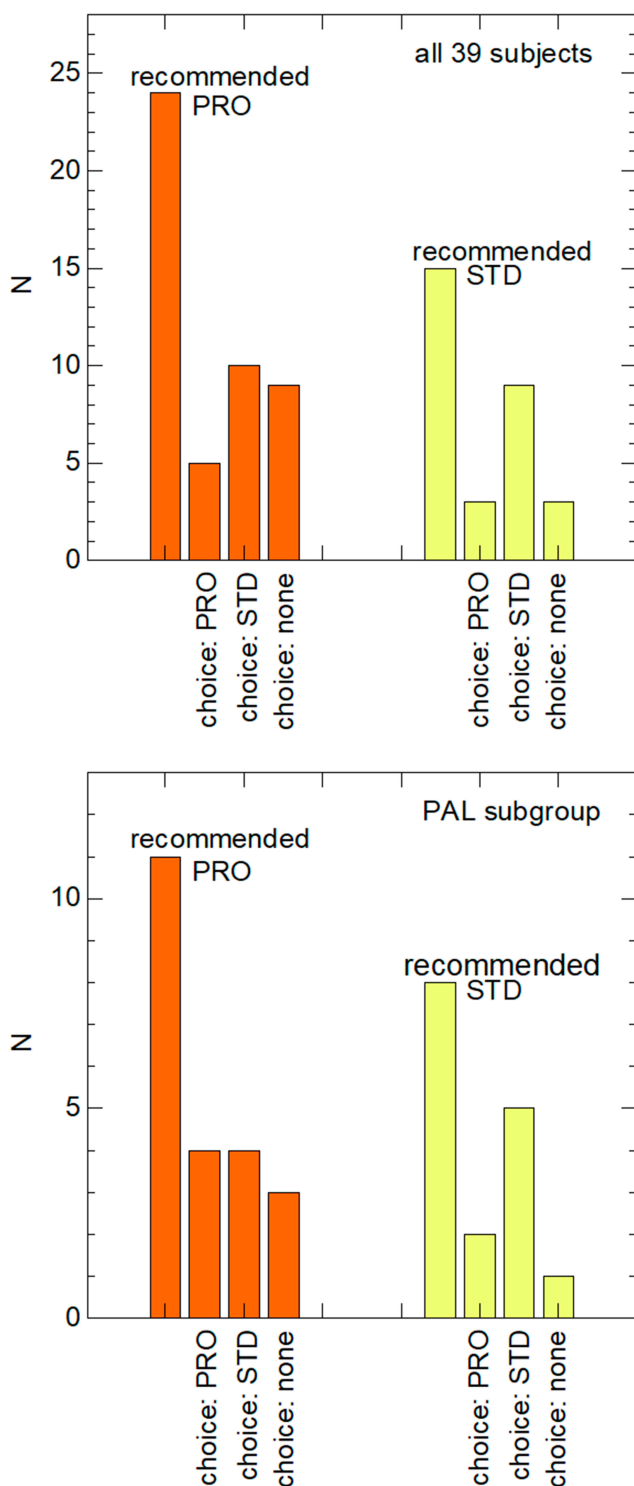 all 39 subjects
recommended
PRO
recommended
STD
25
20
15
10
5
0
N
choice: PRO
choice: STD
choice: none
choice: PRO
choice: STD
choice: none
PAL subgroup
recommended
PRO
recommended
STD
10
5
0
N
choice: PRO
choice: STD
choice: none
choice: PRO
choice: STD
choice: none